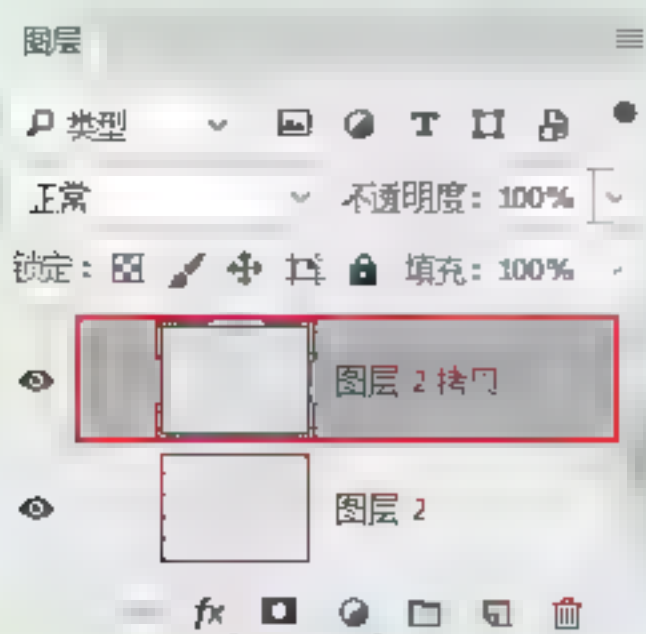 图层
类型
正常 不透明度：100%
锁定： 填充：100%
图层 2 拷贝
图层 2
fx